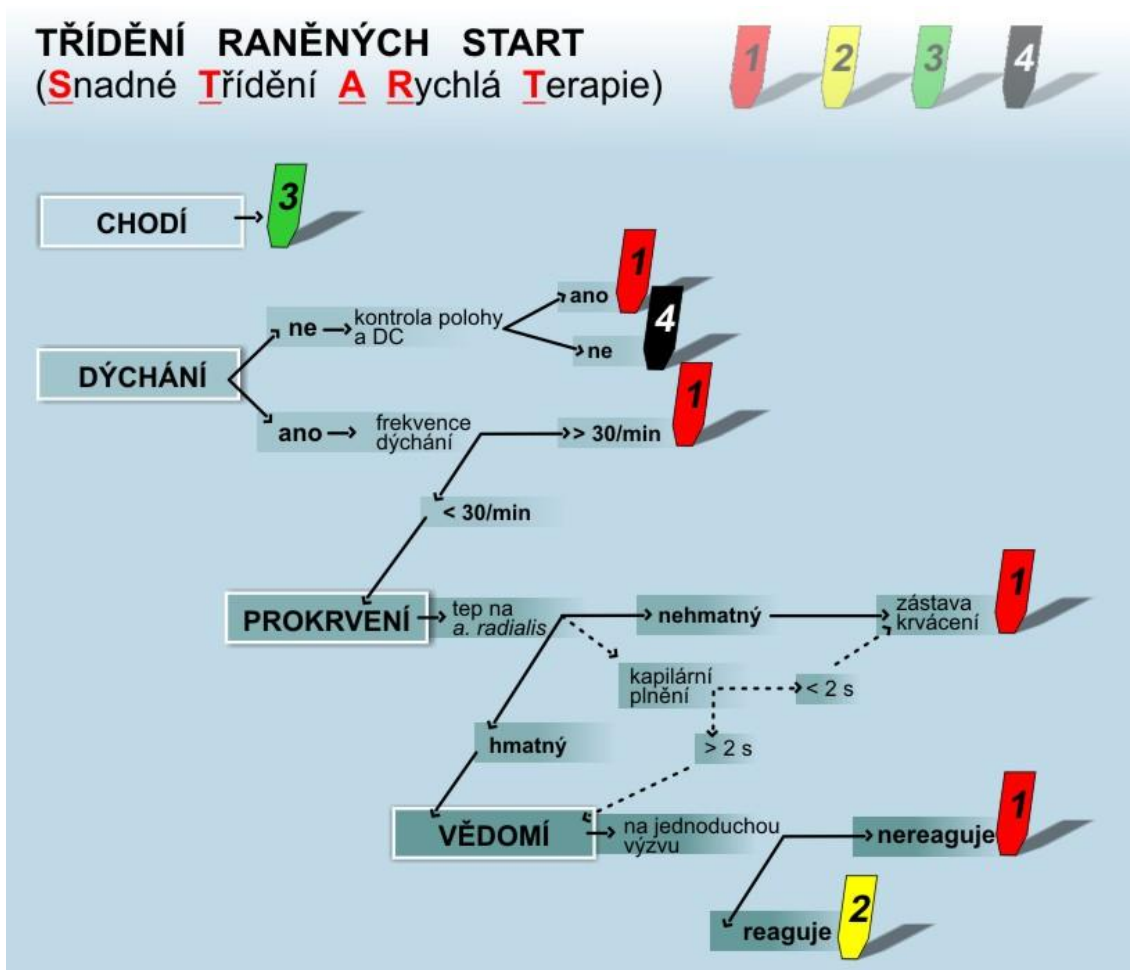 TŘÍDĚNÍ RANĚNÝCH START
(Snadné Třídění A Rychlá Terapie)
1 2 3 4
CHODÍ
3
DÝCHÁNÍ
ne
kontrola polohy
a DC
ano
1
ne
4
ano
frekvence
dýchání
> 30/min
1
< 30/min
PROKRVENÍ
tep na
a. radialis
nehmatný
zástava
krvácení
1
kapilární
plnění
< 2 s
hmatný
> 2 s
VĚDOMÍ
na jednoduchou
výzvu
nereaguje
1
reaguje
2